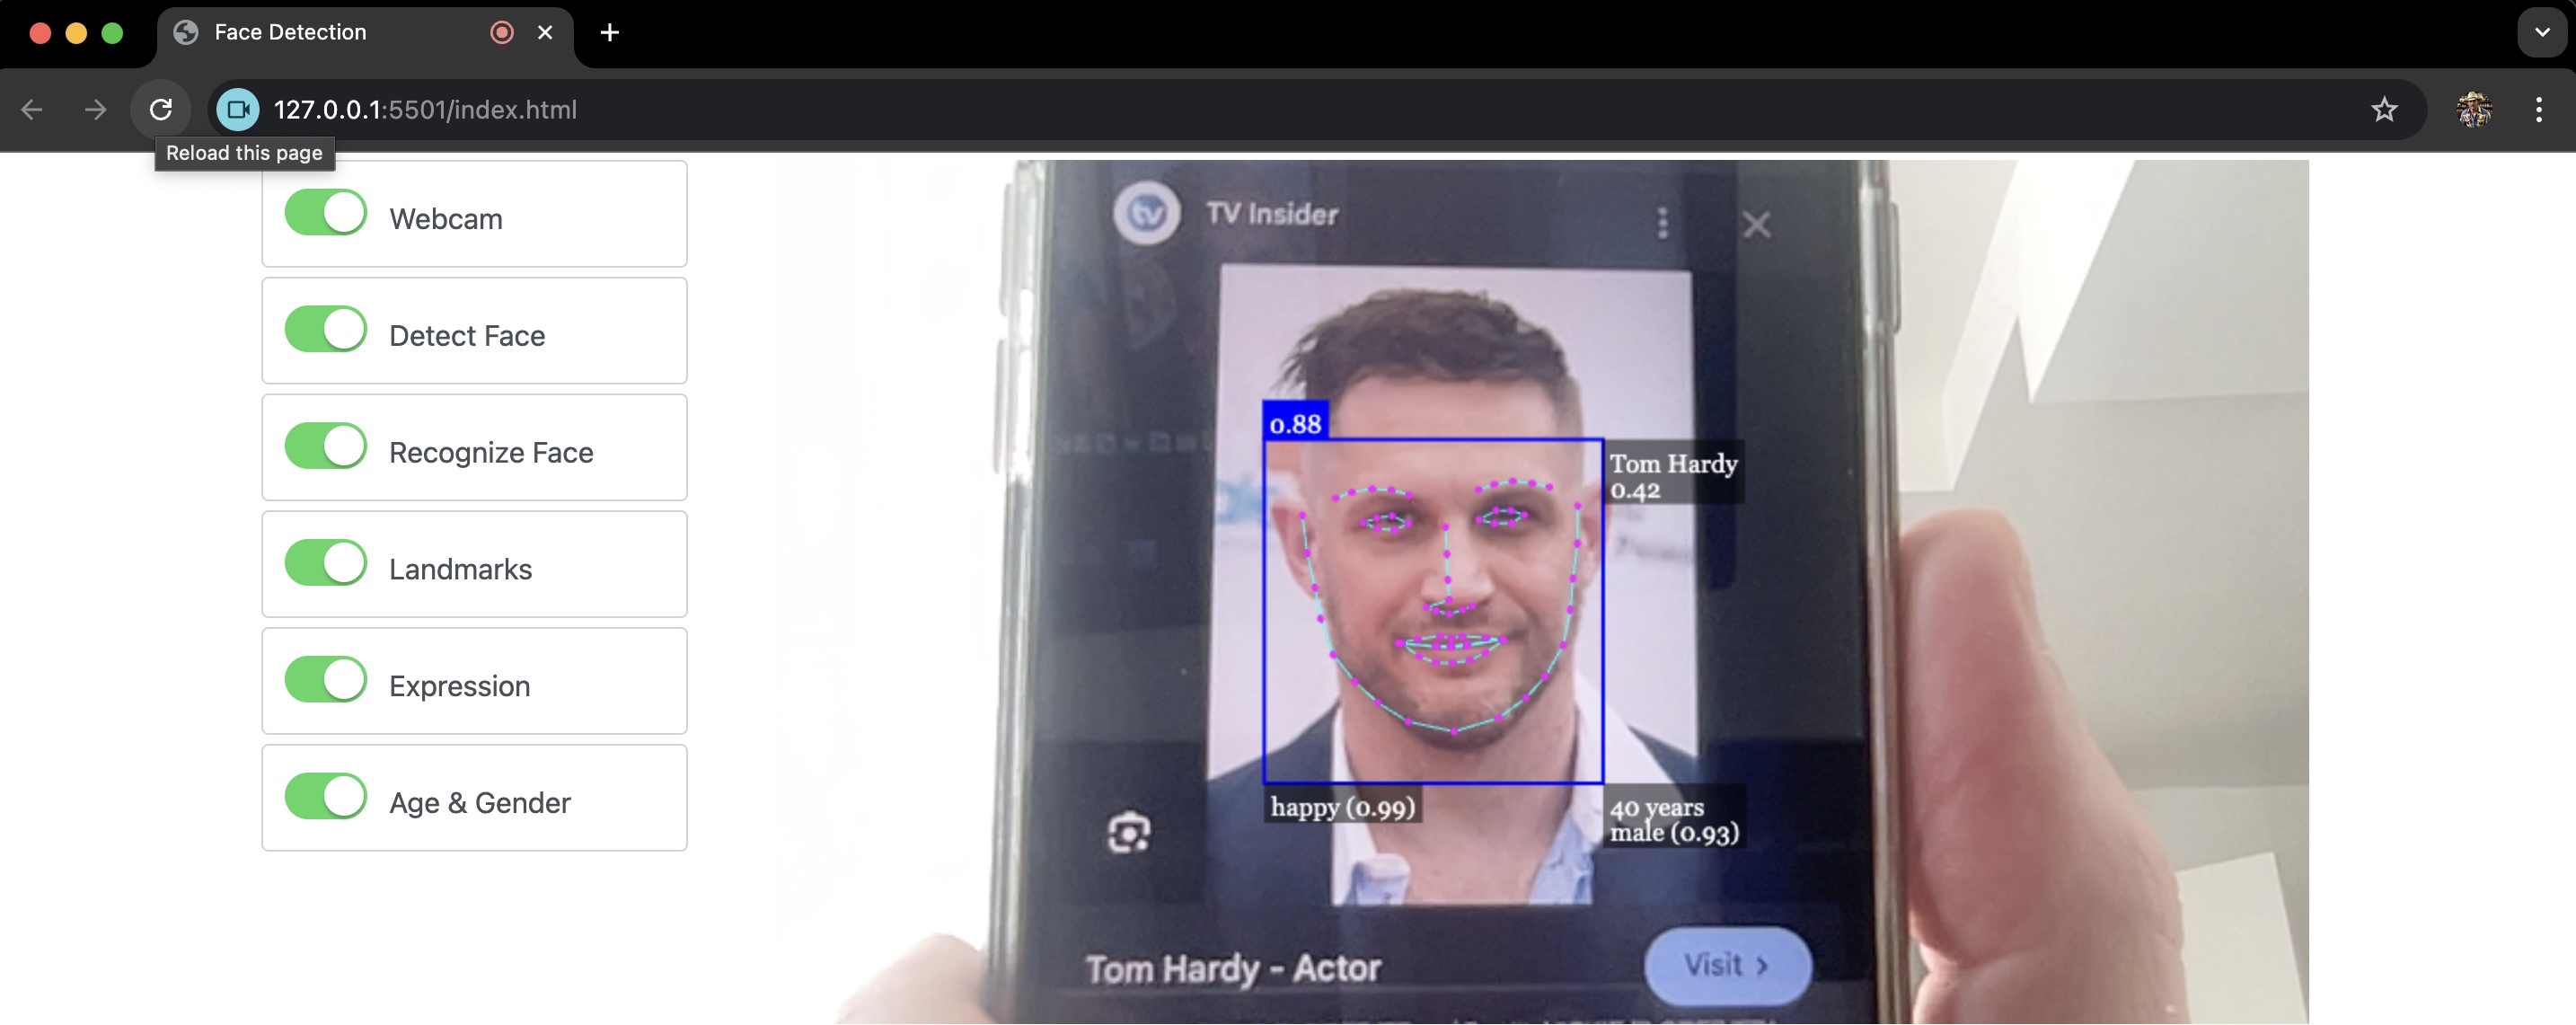 Face Detection
127.0.0.1:5501/index.html
Reload this page
Webcam
Detect Face
Recognize Face
Landmarks
Expression
Age & Gender
tv TV Insider
0.88
Tom Hardy
0.42
happy (0.99)
40 years
male (0.93)
Tom Hardy - Actor
Visit >